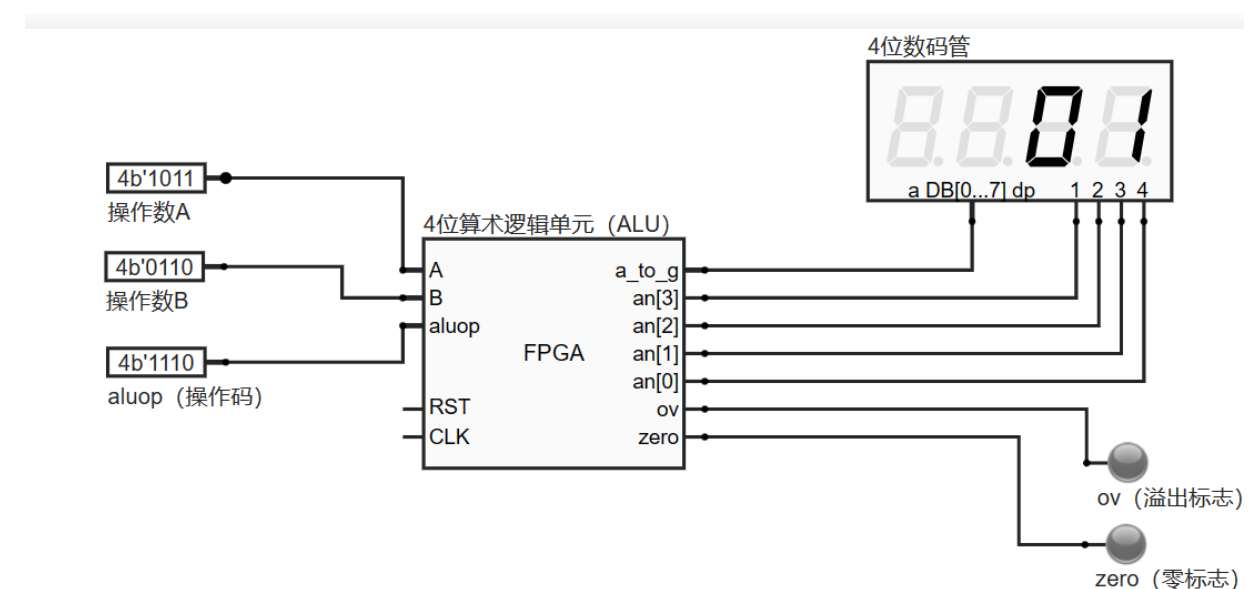 4位数码管
01
a DB[0...7] dp 1 2 3 4
4b'1011
操作数A
4b'0110
操作数B
4b'1110
aluop（操作码）
4位算术逻辑单元（ALU）
A
B
aluop
RST
CLK
FPGA
a_to_g
an[3]
an[2]
an[1]
an[0]
ov
zero
ov（溢出标志）
zero（零标志）